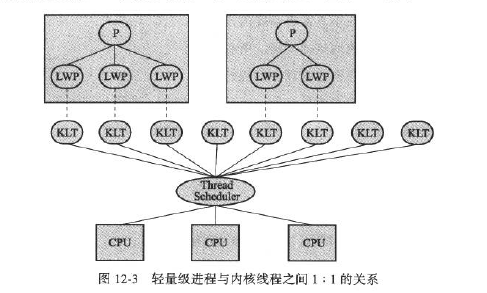 P P
LWP LWP LWP LWP LWP
KLT KLT KLT KLT KLT KLT KLT KLT
Thread
Scheduler
CPU CPU CPU
图 12-3 轻量级进程与内核线程之间 1：1 的关系